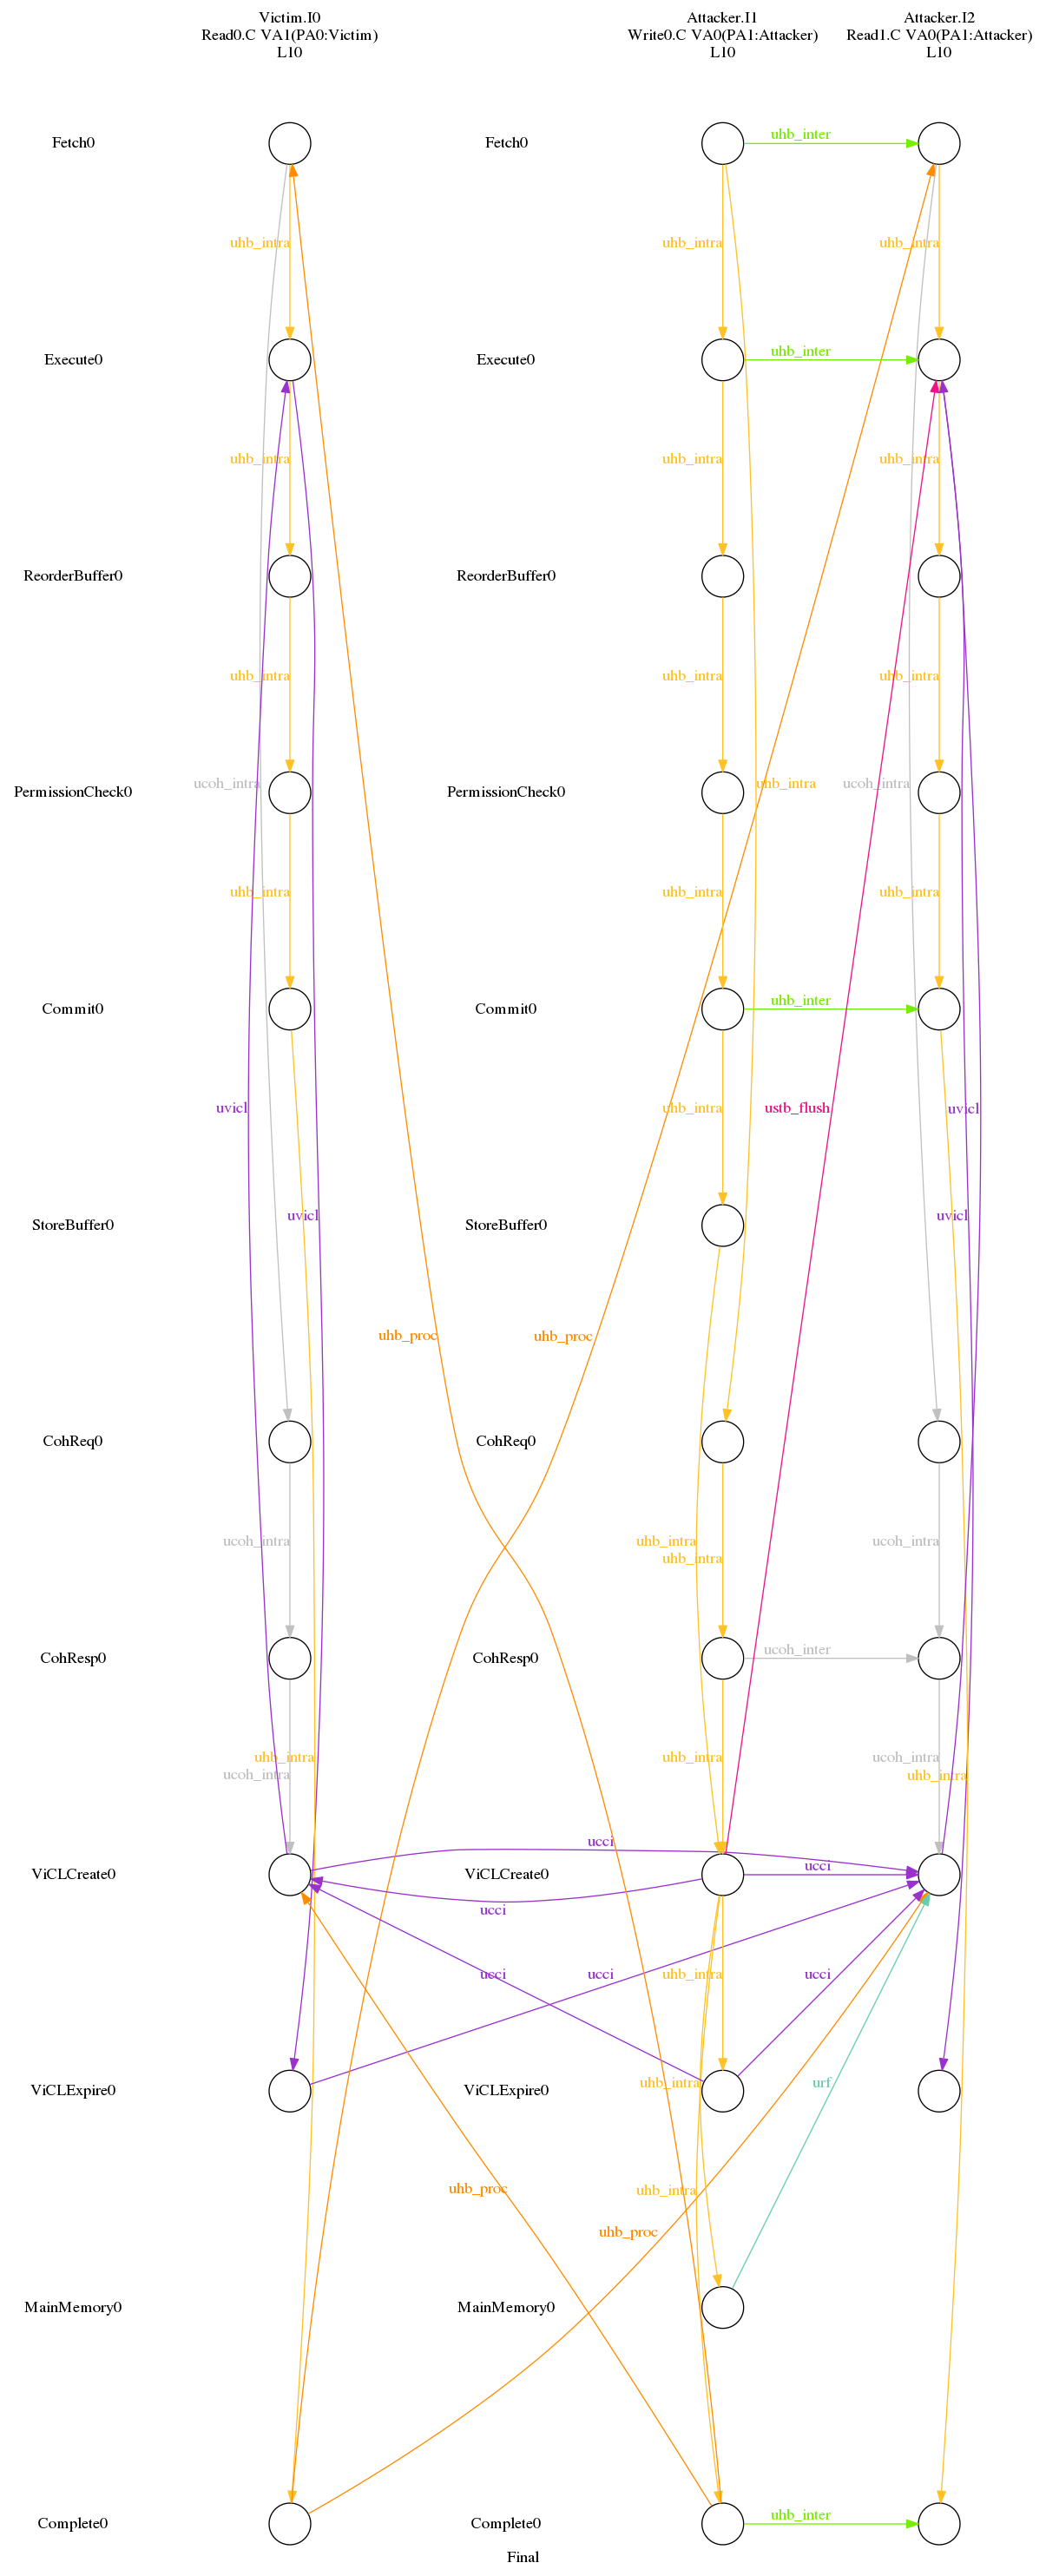 Victim.I0
Read0.C VA1(PA0:Victim)
L10
Attacker.I1
Write0.C VA0(PA1:Attacker)
L10
Attacker.I2
Read1.C VA0(PA1:Attacker)
L10
Fetch0
Fetch0
uhb_inter
uhb_intra
uhb_intra
uhb_intra
Execute0
Execute0
uhb_inter
uhb_intra
uhb_intra
uhb_intra
ReorderBuffer0
ReorderBuffer0
uhb_intra
uhb_intra
uhb_intra
PermissionCheck0
ucoh_intra
PermissionCheck0
uhb_intra
ucoh_intra
uhb_intra
uhb_intra
uhb_intra
Commit0
Commit0
uhb_inter
uvicl
uhb_intra
ustb_flush
uvicl
StoreBuffer0
uvicl
StoreBuffer0
uvicl
uhb_proc
uhb_proc
CohReq0
CohReq0
ucoh_intra
uhb_intra
uhb_intra
ucoh_intra
CohResp0
CohResp0
ucoh_inter
uhb_intra
ucoh_intra
uhb_intra
ucoh_intra
uhb_intra
ViCLCreate0
ucci
ViCLCreate0
ucci
ucci
ucci
ucci
uhb_intra
ucci
ViCLExpire0
ViCLExpire0
uhb_intra
urf
uhb_proc
uhb_intra
uhb_proc
MainMemory0
MainMemory0
Complete0
Complete0
uhb_inter
Final